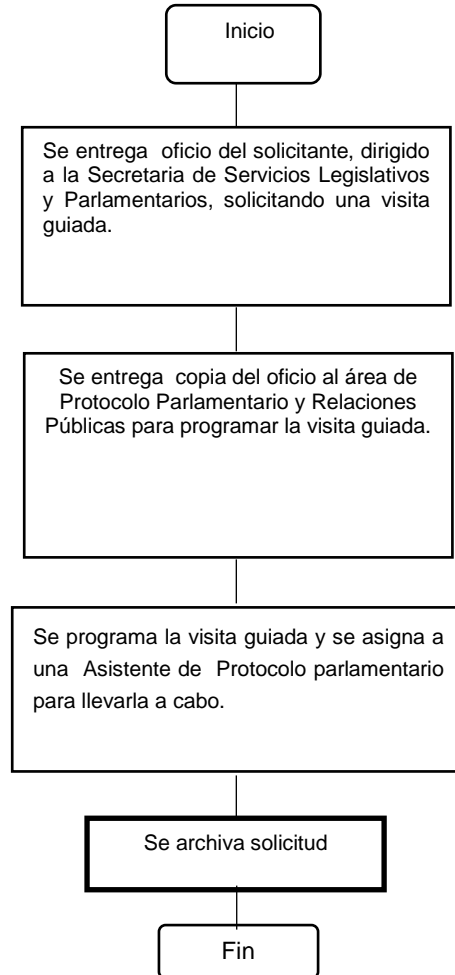 Inicio
Se entrega oficio del solicitante, dirigido
a la Secretaria de Servicios Legislativos
y Parlamentarios, solicitando una visita
guiada.
Se entrega copia del oficio al área de
Protocolo Parlamentario y Relaciones
Públicas para programar la visita guiada.
Se programa la visita guiada y se asigna a
una Asistente de Protocolo parlamentario
para llevarla a cabo.
Se archiva solicitud
Fin